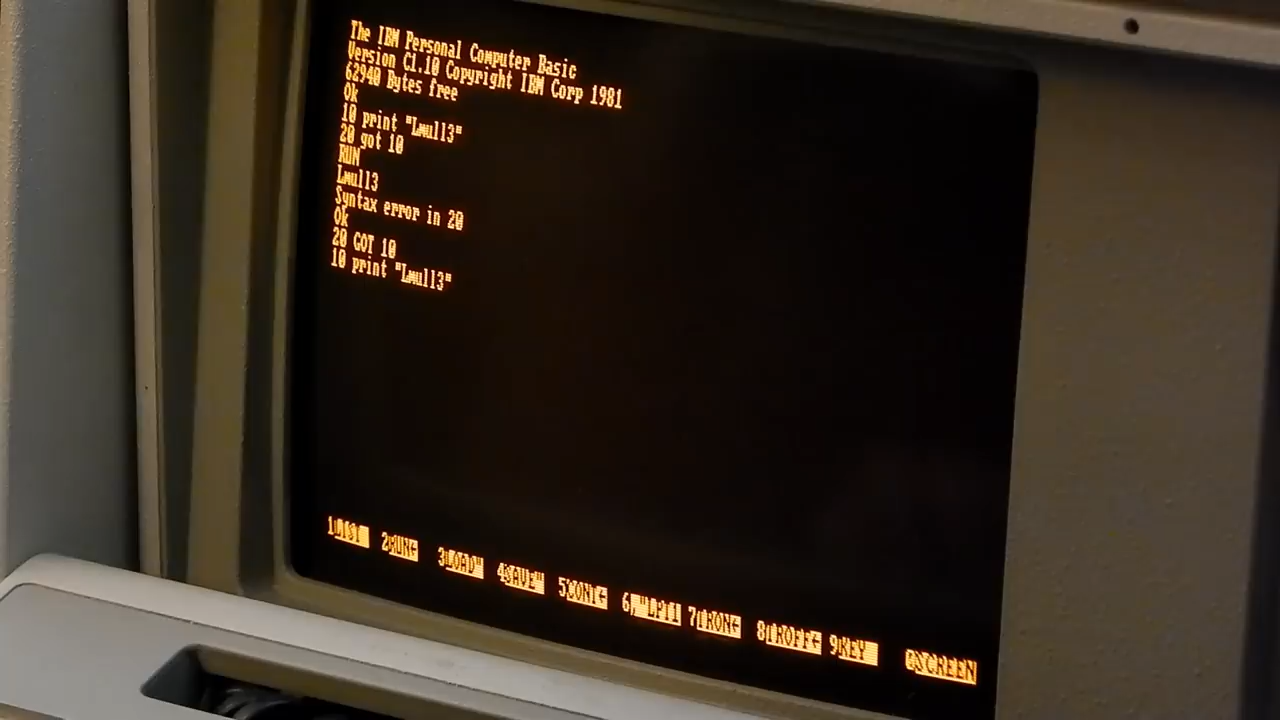 The IBM Personal Computer Basic
Version C1.10 Copyright IBM Corp 1981
62940 Bytes free
Ok
10 print "Lmull3"
20 got 10
RUN
Lmull3
Syntax error in 20
Ok
20 GOT 10
10 print "Lmull3"
1LIST 2RUN← 3LOAD" 4SAVE" 5CONT← 6,"LPT1 7TRON← 8TROFF← 9KEY 0SCREEN